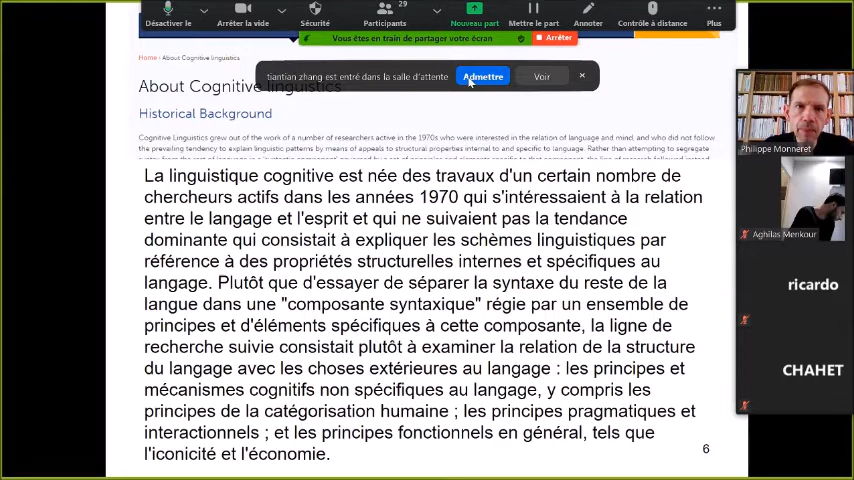 29
Désactiver le
Arrêter la vide
Sécurité
Participants
Nouveau part
Mettre le part
Annoter
Contrôle à distance
Plus
Vous êtes en train de partager votre écran
Arrêter
Home › About Cognitive linguistics
tiantian zhang est entré dans la salle d'attente
Admettre
Voir
About Cognitive linguistics
Historical Background
Cognitive Linguistics grew out of the work of a number of researchers active in the 1970s who were interested in the relation of language and mind, and who did not follow
the prevailing tendency to explain linguistic patterns by means of appeals to structural properties internal to and specific to language. Rather than attempting to segregate
La linguistique cognitive est née des travaux d'un certain nombre de
chercheurs actifs dans les années 1970 qui s'intéressaient à la relation
entre le langage et l'esprit et qui ne suivaient pas la tendance
dominante qui consistait à expliquer les schèmes linguistiques par
référence à des propriétés structurelles internes et spécifiques au
langage. Plutôt que d'essayer de séparer la syntaxe du reste de la
langue dans une "composante syntaxique" régie par un ensemble de
principes et d'éléments spécifiques à cette composante, la ligne de
recherche suivie consistait plutôt à examiner la relation de la structure
du langage avec les choses extérieures au langage : les principes et
mécanismes cognitifs non spécifiques au langage, y compris les
principes de la catégorisation humaine ; les principes pragmatiques et
interactionnels ; et les principes fonctionnels en général, tels que
l'iconicité et l'économie.
6
Philippe Monneret
Aghilas Menkour
ricardo
CHAHET